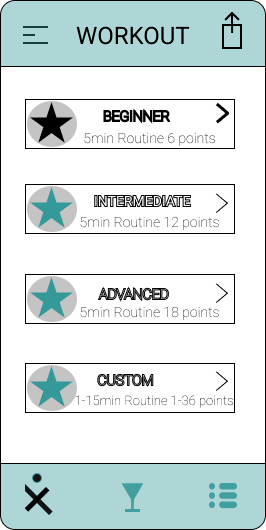 WORKOUT
BEGINNER
5min Routine 6 points
INTERMEDIATE
5min Routine 12 points
ADVANCED
5min Routine 18 points
CUSTOM
1-15min Routine 1-36 points